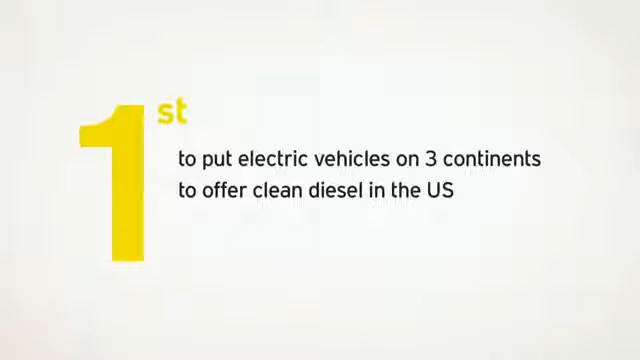 1st
to put electric vehicles on 3 continents
to offer clean diesel in the US